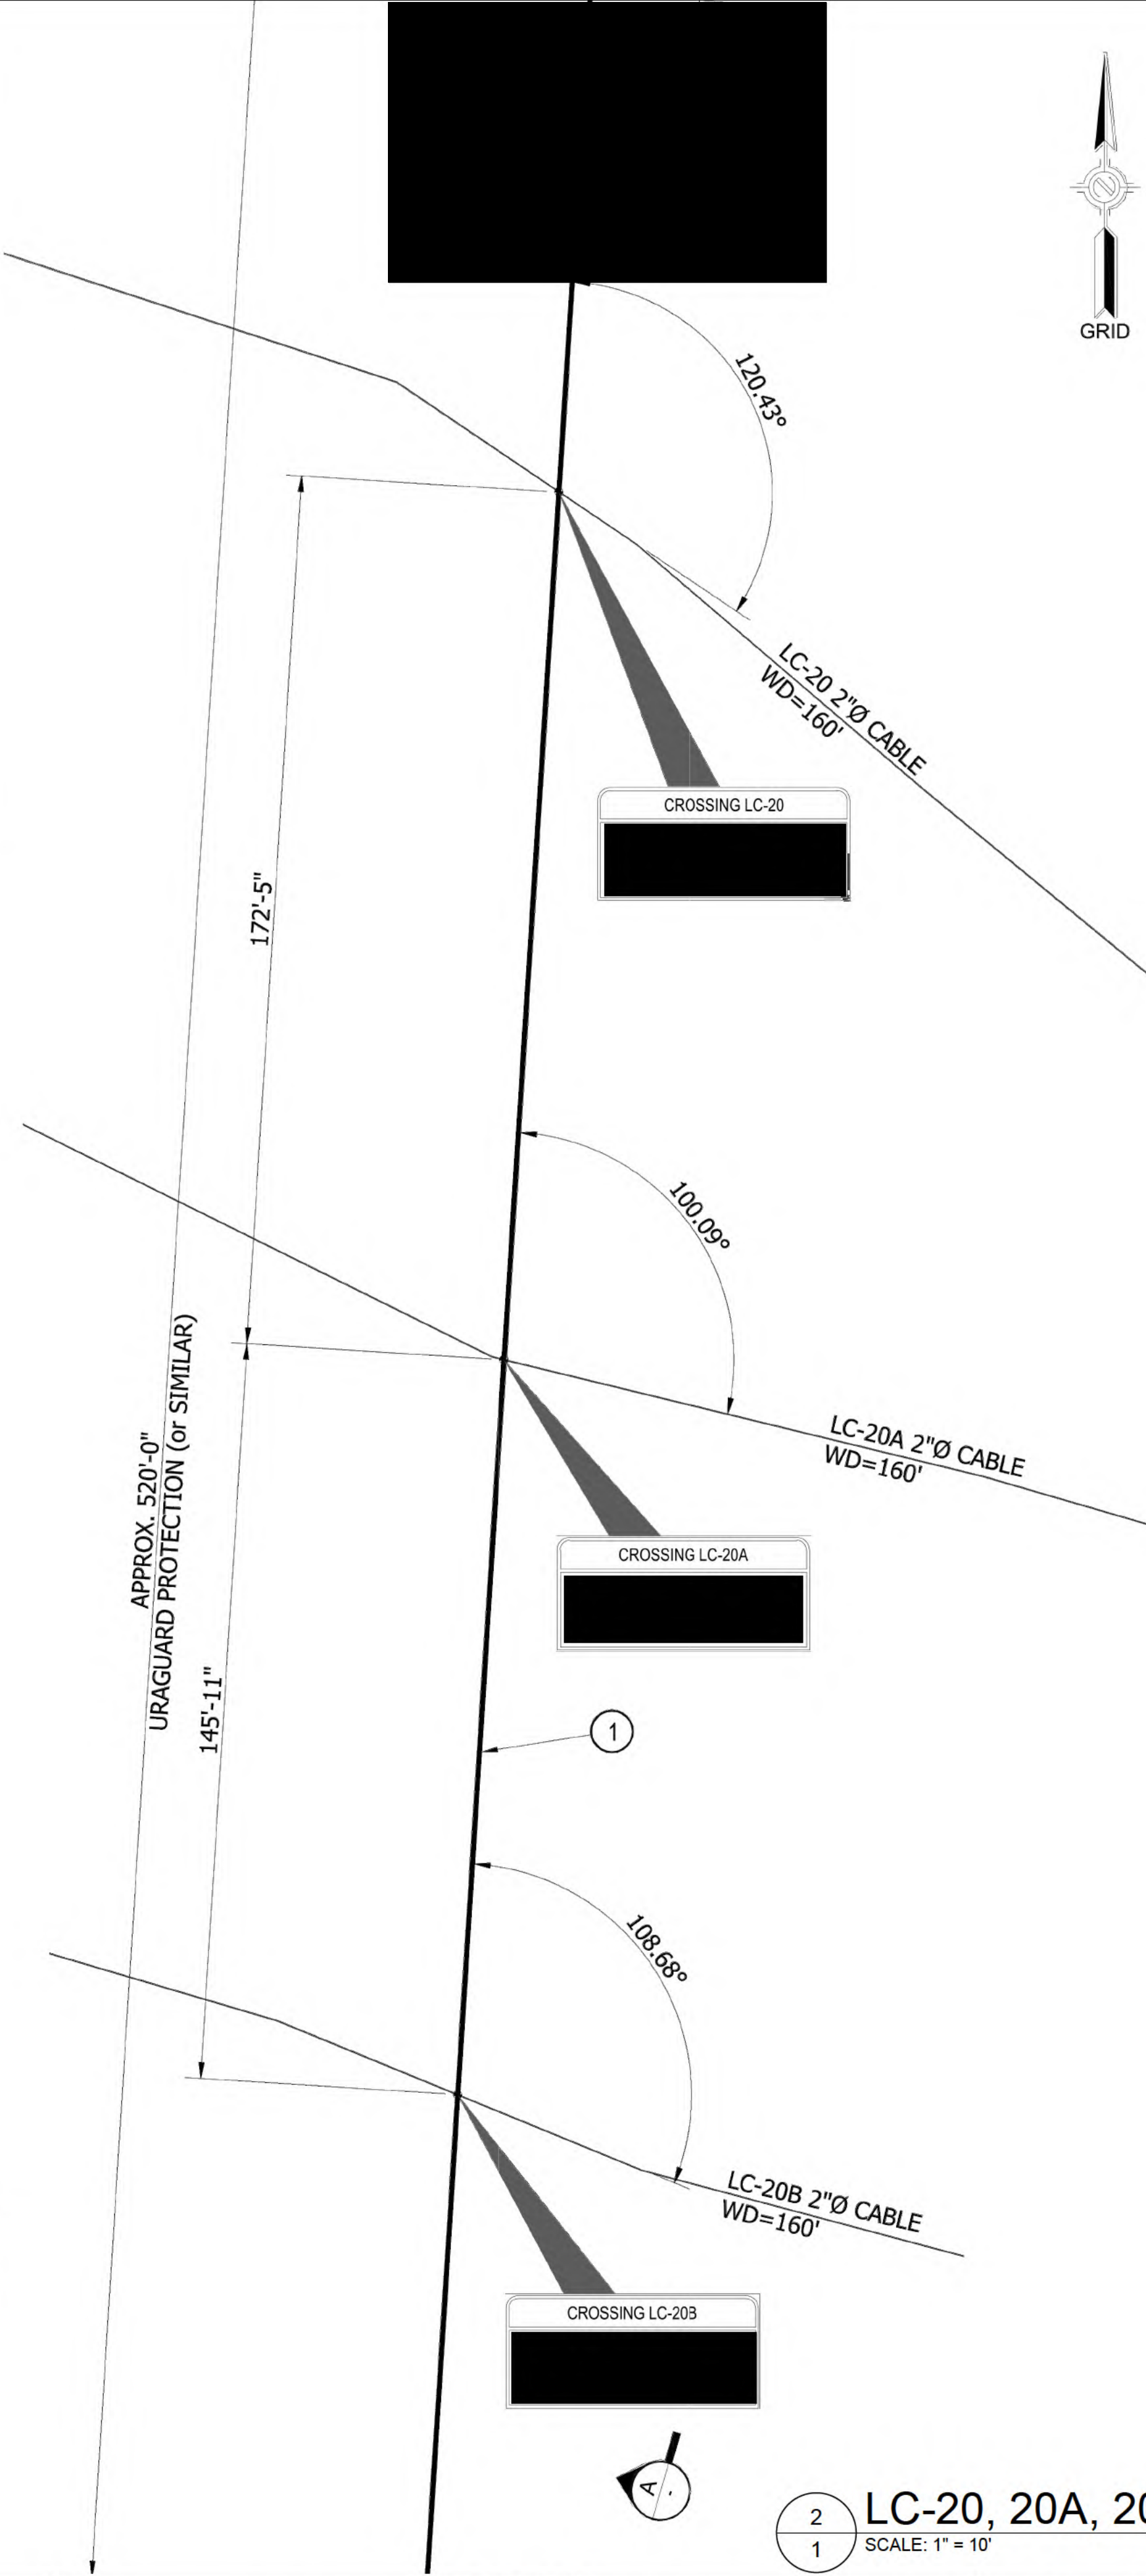 GRID
120.43°
LC-20 2"Ø CABLE
WD=160'
CROSSING LC-20
172'-5"
100.09°
LC-20A 2"Ø CABLE
WD=160'
APPROX. 520'-0"
URAGUARD PROTECTION (or SIMILAR)
CROSSING LC-20A
145'-11"
1
108.68°
LC-20B 2"Ø CABLE
WD=160'
CROSSING LC-20B
A
-
2
1
LC-20, 20A, 20
SCALE: 1" = 10'